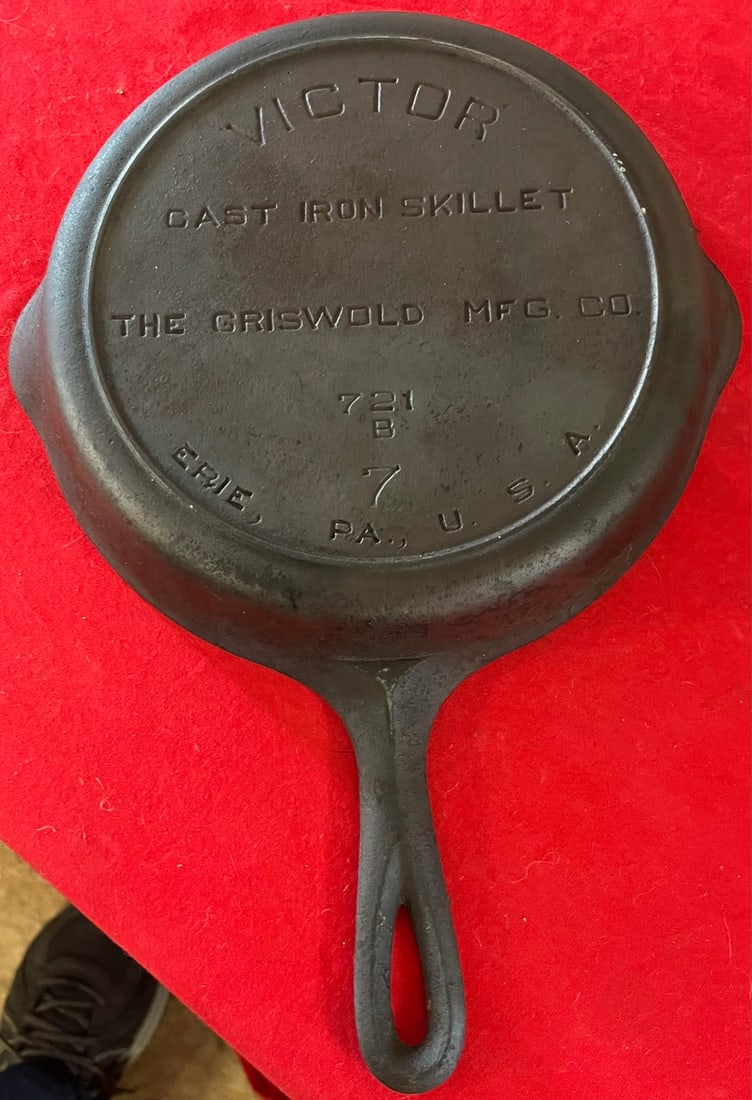 VICTOR
CAST IRON SKILLET
THE GRISWOLD MFG. CO.
721
B
7
ERIE, PA., U. S. A.